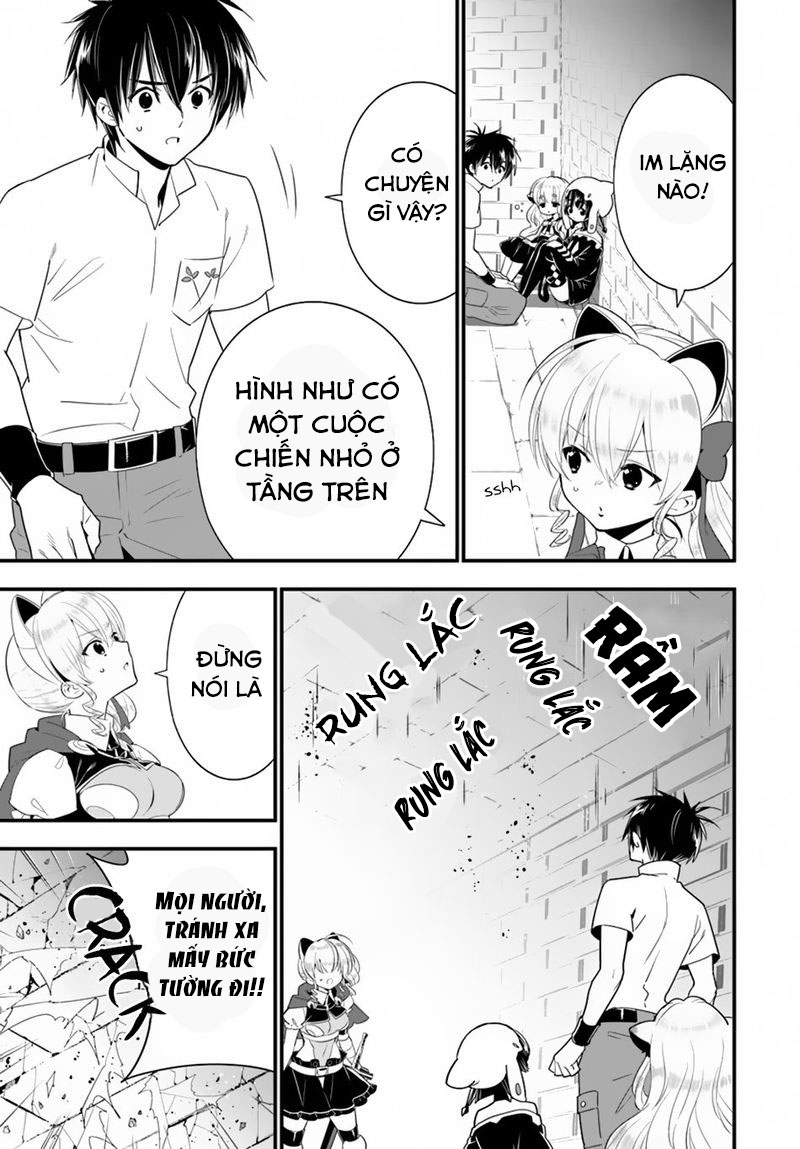 IM LẶNG
NÀO!
sshh
CÓ
CHUYỆN
GÌ VẬY?
HÌNH NHƯ CÓ
MỘT CUỘC
CHIẾN NHỎ Ở
TẦNG TRÊN
RẦM
RUNG LẮC
RUNG LẮC
RUNG LẮC
ĐỪNG
NÓI LÀ
MỌI NGƯỜI,
TRÁNH XA
MẤY BỨC
TƯỜNG ĐI!!
CRACK